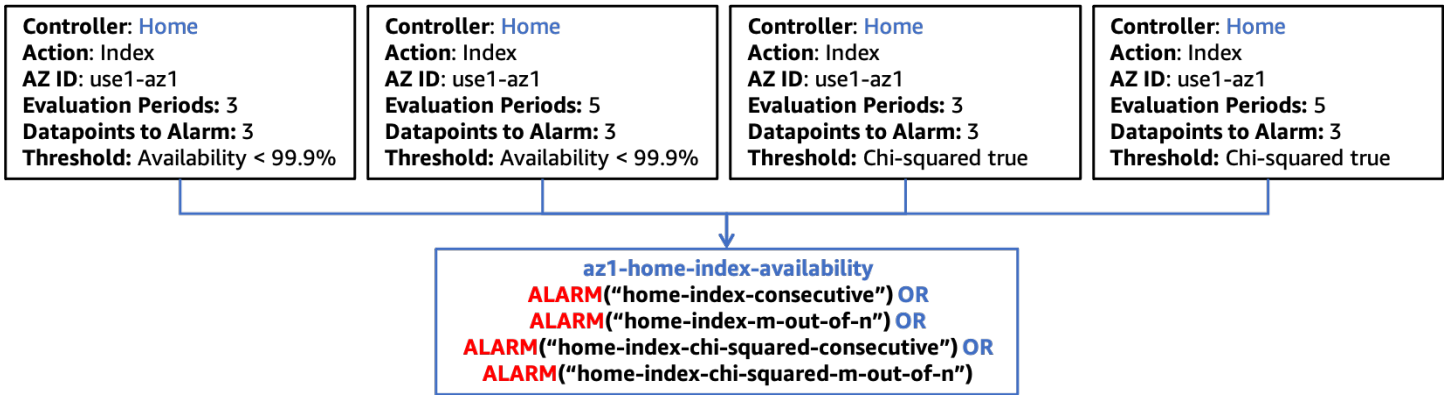 Controller: Home
Action: Index
AZ ID: use1-az1
Evaluation Periods: 3
Datapoints to Alarm: 3
Threshold: Availability < 99.9%
Controller: Home
Action: Index
AZ ID: use1-az1
Evaluation Periods: 5
Datapoints to Alarm: 3
Threshold: Availability < 99.9%
Controller: Home
Action: Index
AZ ID: use1-az1
Evaluation Periods: 3
Datapoints to Alarm: 3
Threshold: Chi-squared true
Controller: Home
Action: Index
AZ ID: use1-az1
Evaluation Periods: 5
Datapoints to Alarm: 3
Threshold: Chi-squared true
az1-home-index-availability
ALARM(“home-index-consecutive”) OR
ALARM(“home-index-m-out-of-n”) OR
ALARM(“home-index-chi-squared-consecutive”) OR
ALARM(“home-index-chi-squared-m-out-of-n”)